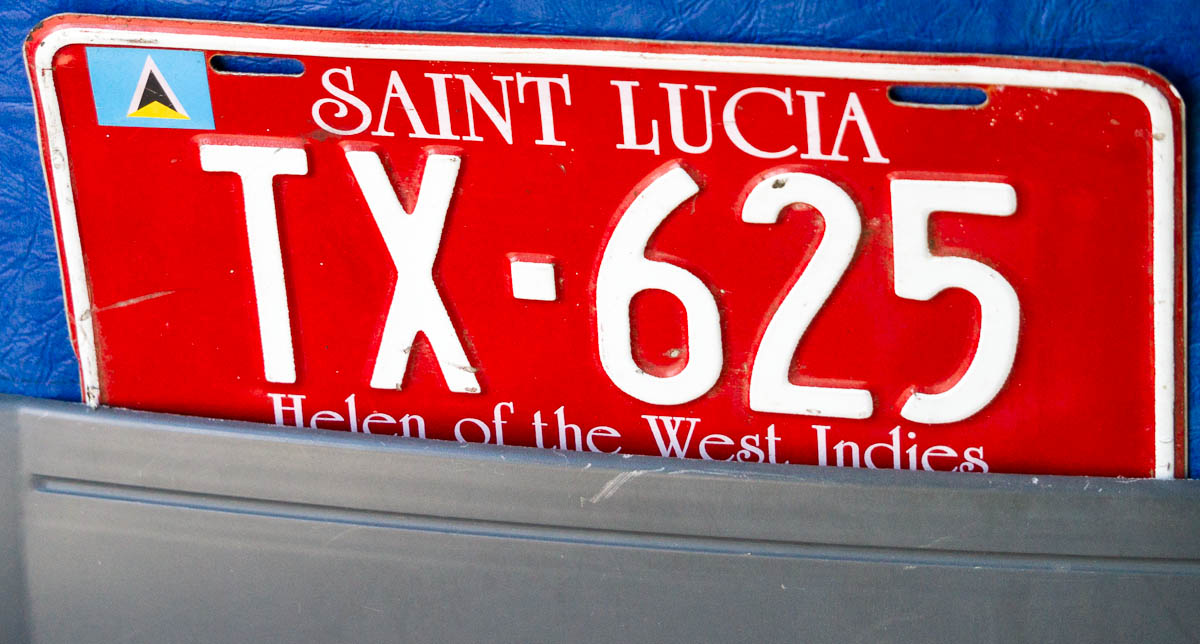 SAINT LUCIA
TX·625
Helen of the West Indies